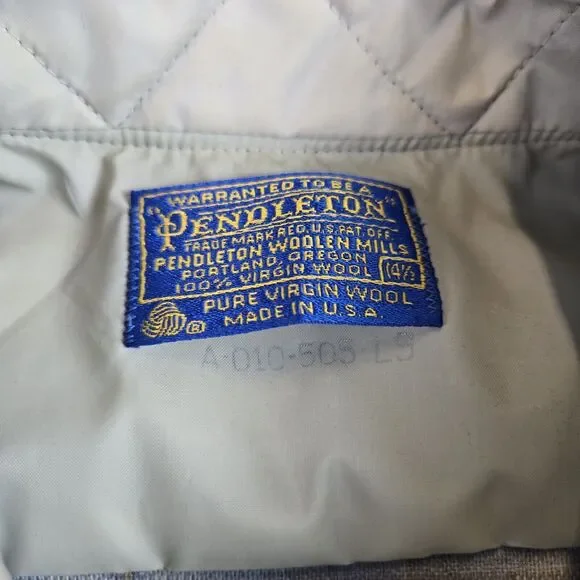 WARRANTED TO BE A
"PENDLETON"
TRADE MARK REG. U.S. PAT. OFF.
PENDLETON WOOLEN MILLS
PORTLAND, OREGON
100% VIRGIN WOOL 14½
PURE VIRGIN WOOL
® MADE IN U.S.A.
A-010-505 LS